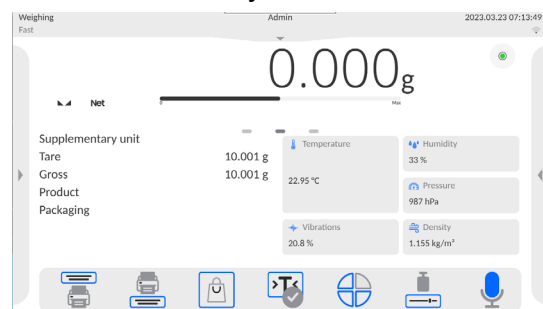 Weighing
Admin
2023.03.23 07:13:49
Fast
0.000 g
Net
0
Max
Supplementary unit
Tare 10.001 g
Gross 10.001 g
Product
Packaging
Temperature
22.95 °C
Humidity
33 %
Pressure
987 hPa
Vibrations
20.8 %
Density
1.155 kg/m³
>T<